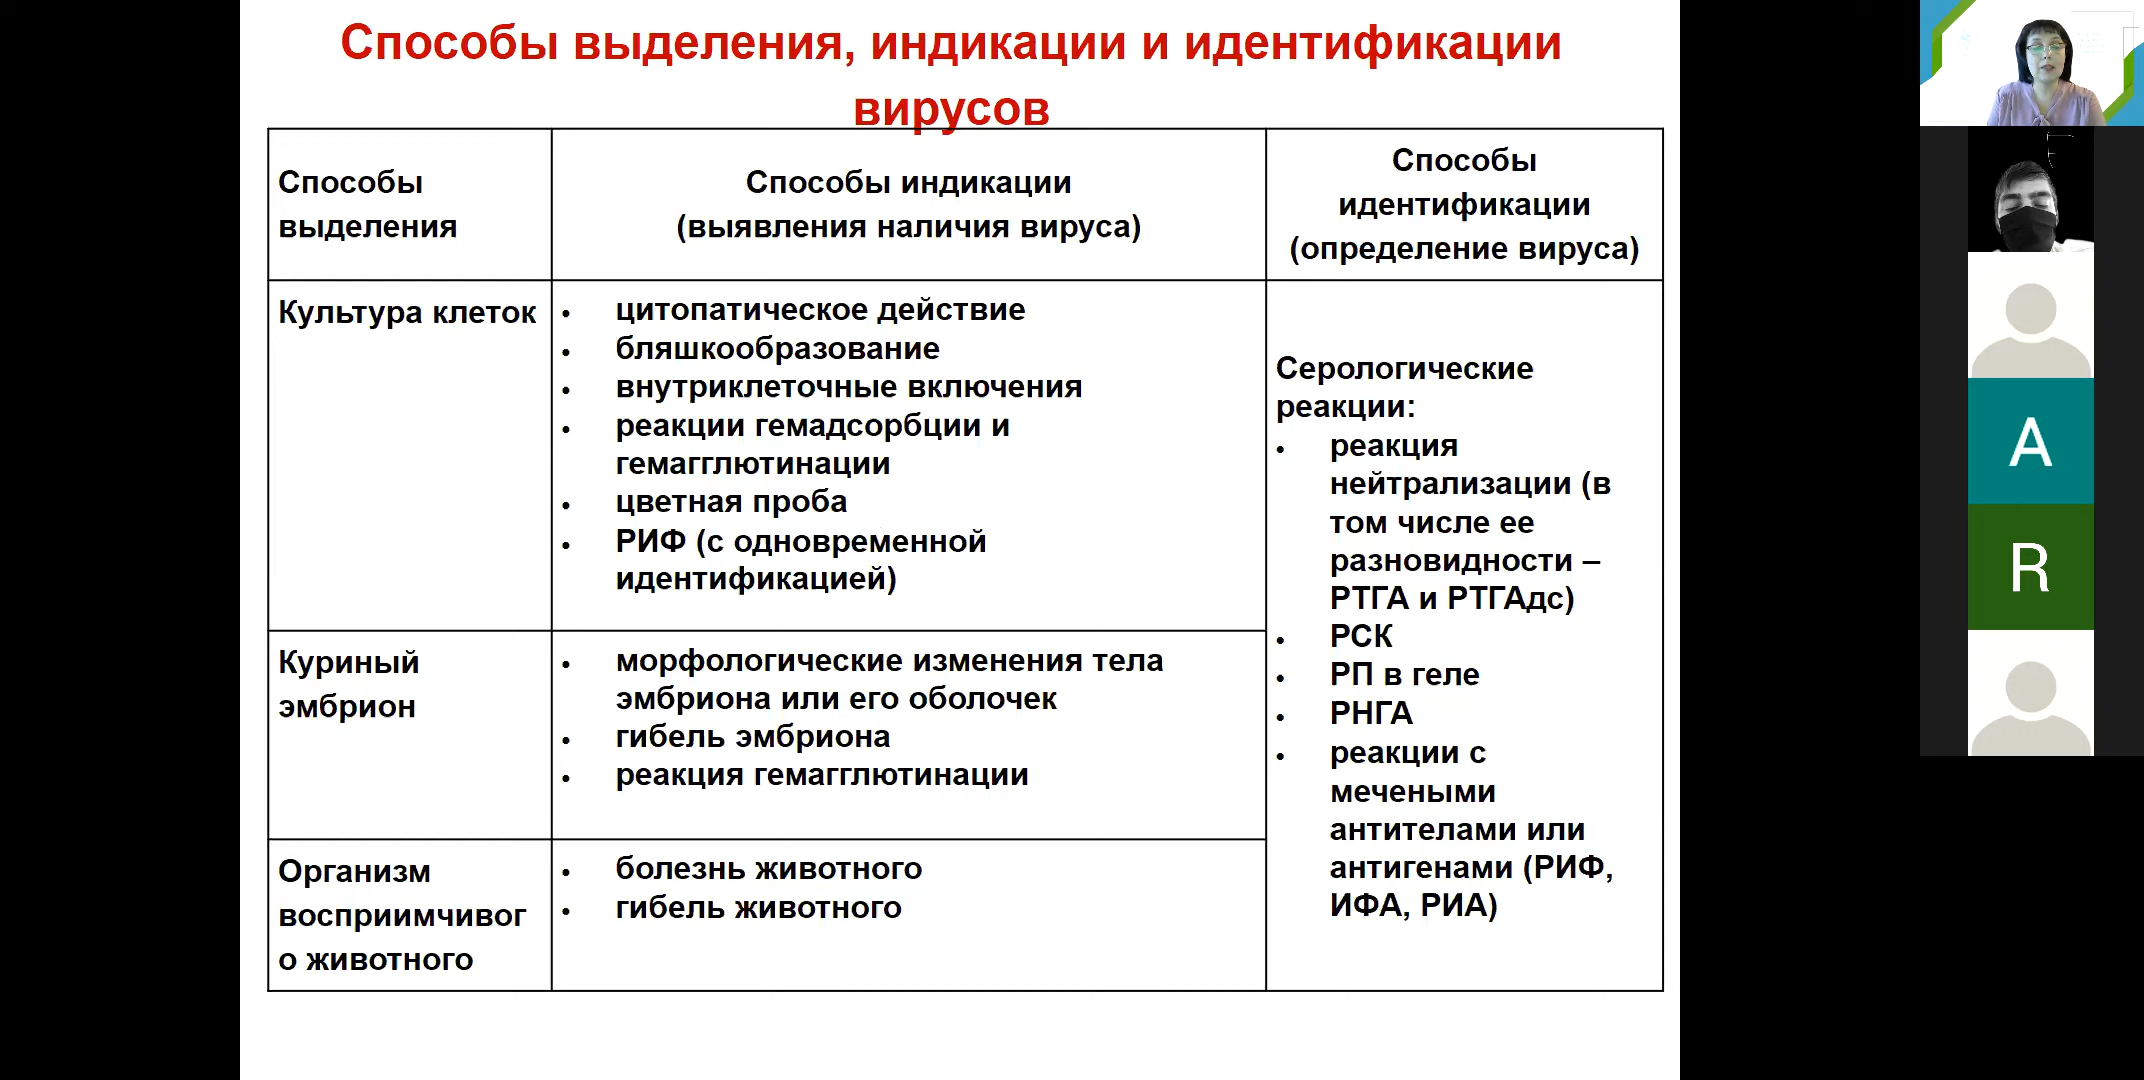 Способы выделения, индикации и идентификации
вирусов
Способы
выделения
Способы индикации
(выявления наличия вируса)
Способы
идентификации
(определение вируса)
Культура клеток
• цитопатическое действие
• бляшкообразование
• внутриклеточные включения
• реакции гемадсорбции и
гемагглютинации
• цветная проба
• РИФ (с одновременной
идентификацией)
Серологические
реакции:
• реакция
нейтрализации (в
том числе ее
разновидности –
РТГА и РТГАдс)
• РСК
• РП в геле
• РНГА
• реакции с
мечеными
антителами или
антигенами (РИФ,
ИФА, РИА)
Куриный
эмбрион
• морфологические изменения тела
эмбриона или его оболочек
• гибель эмбриона
• реакция гемагглютинации
Организм
восприимчивог
о животного
• болезнь животного
• гибель животного
A
R